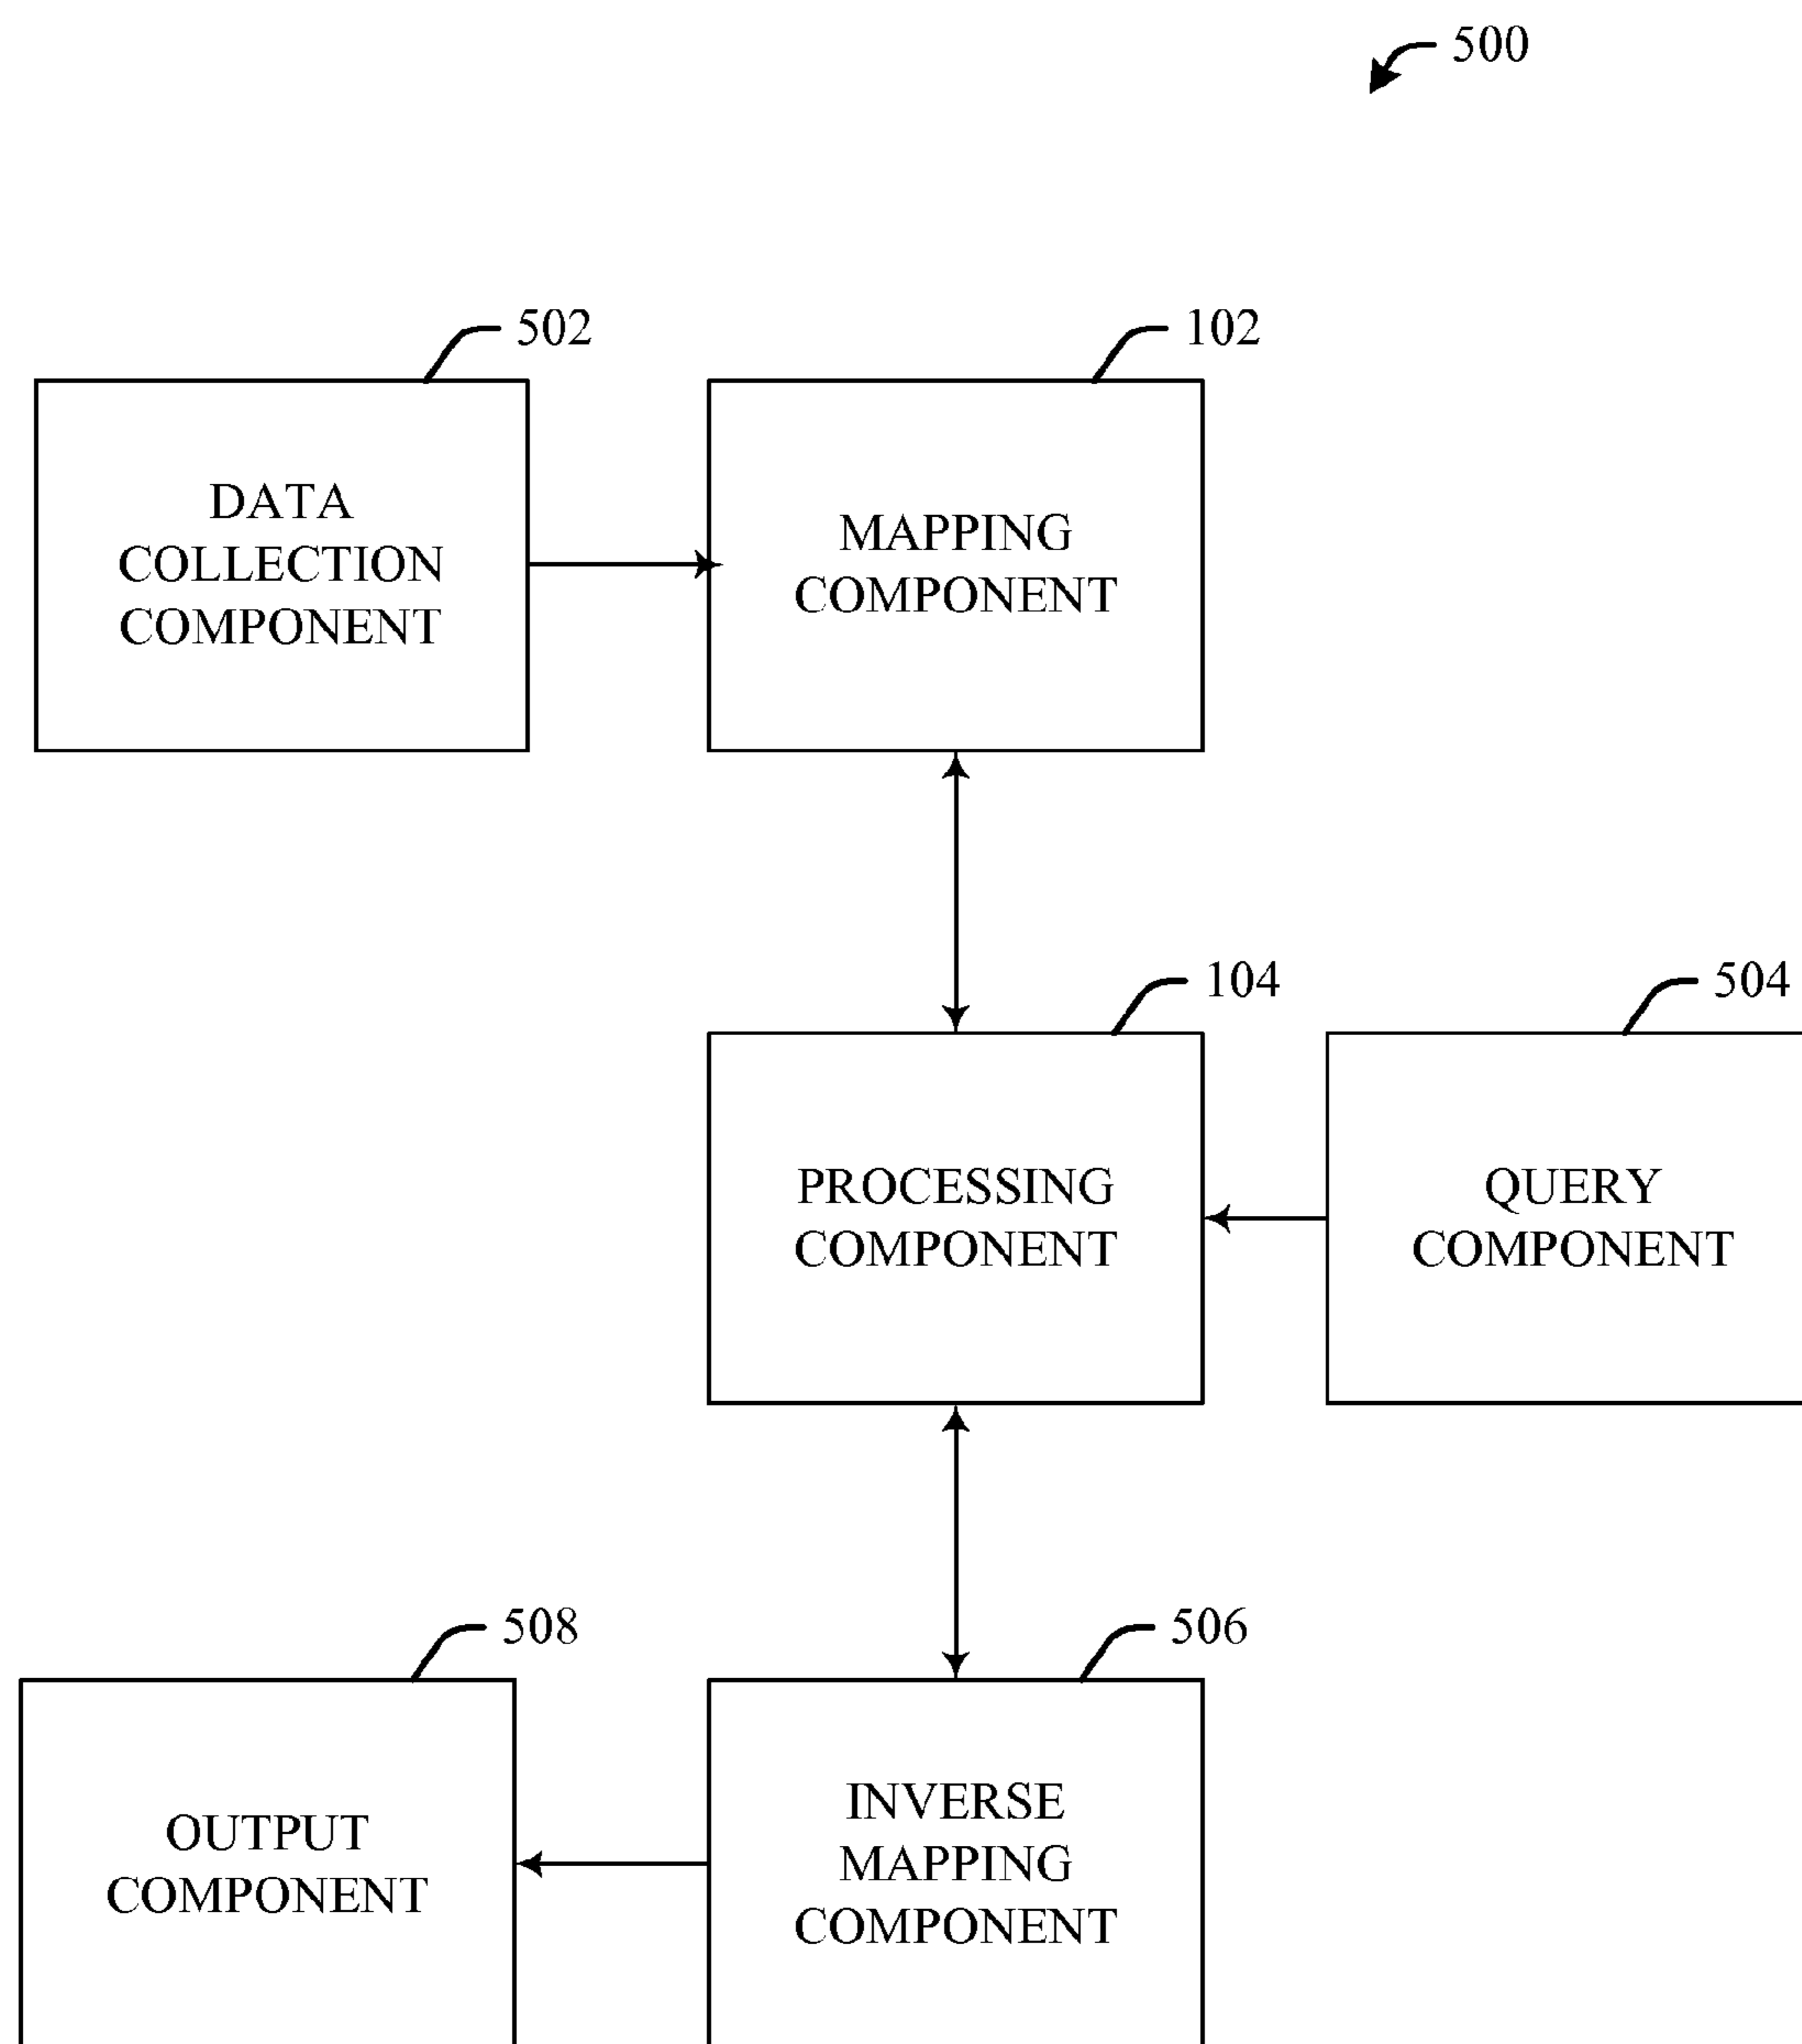 500
502
102
DATA
COLLECTION
COMPONENT
MAPPING
COMPONENT
104
504
PROCESSING
COMPONENT
QUERY
COMPONENT
508
506
OUTPUT
COMPONENT
INVERSE
MAPPING
COMPONENT